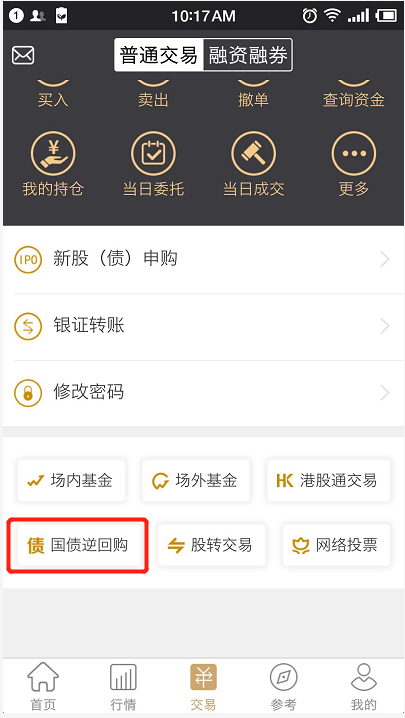 1 10:17AM
普通交易 融资融券
买入 卖出 撤单 查询资金
我的持仓 当日委托 当日成交 更多
IPO 新股（债）申购
银证转账
修改密码
场内基金 场外基金 HK 港股通交易
债 国债逆回购 股转交易 网络投票
首页 行情 交易 参考 我的